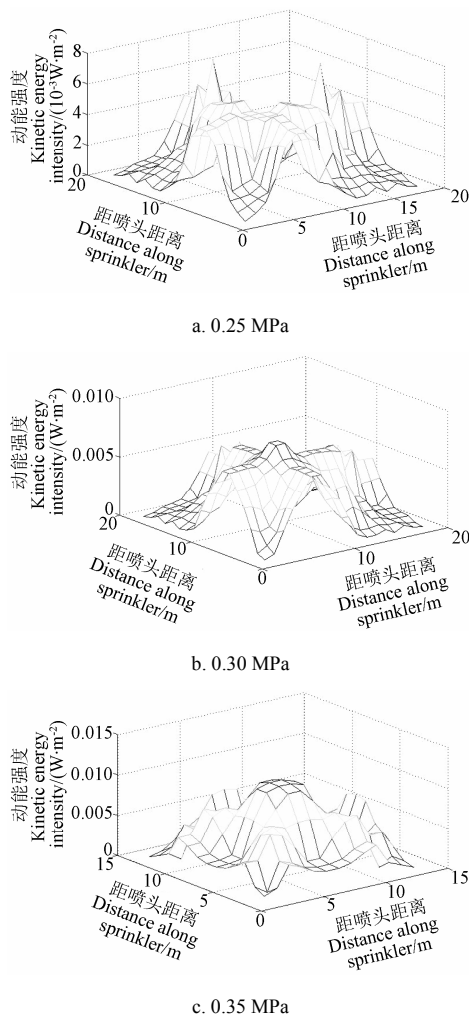 8
6
4
2
0
动能强度
Kinetic energy
intensity/(10⁻³W·m⁻²)
20
10
0
5
10
15
20
距喷头距离
Distance along
sprinkler/m
距喷头距离
Distance along
sprinkler/m
a. 0.25 MPa
0.010
0.005
0
动能强度
Kinetic energy
intensity/(W·m⁻²)
20
10
0
10
20
距喷头距离
Distance along
sprinkler/m
距喷头距离
Distance along
sprinkler/m
b. 0.30 MPa
0.015
0.010
0.005
0
动能强度
Kinetic energy
intensity/(W·m⁻²)
15
10
5
0
5
10
15
距喷头距离
Distance along
sprinkler/m
距喷头距离
Distance along
sprinkler/m
c. 0.35 MPa